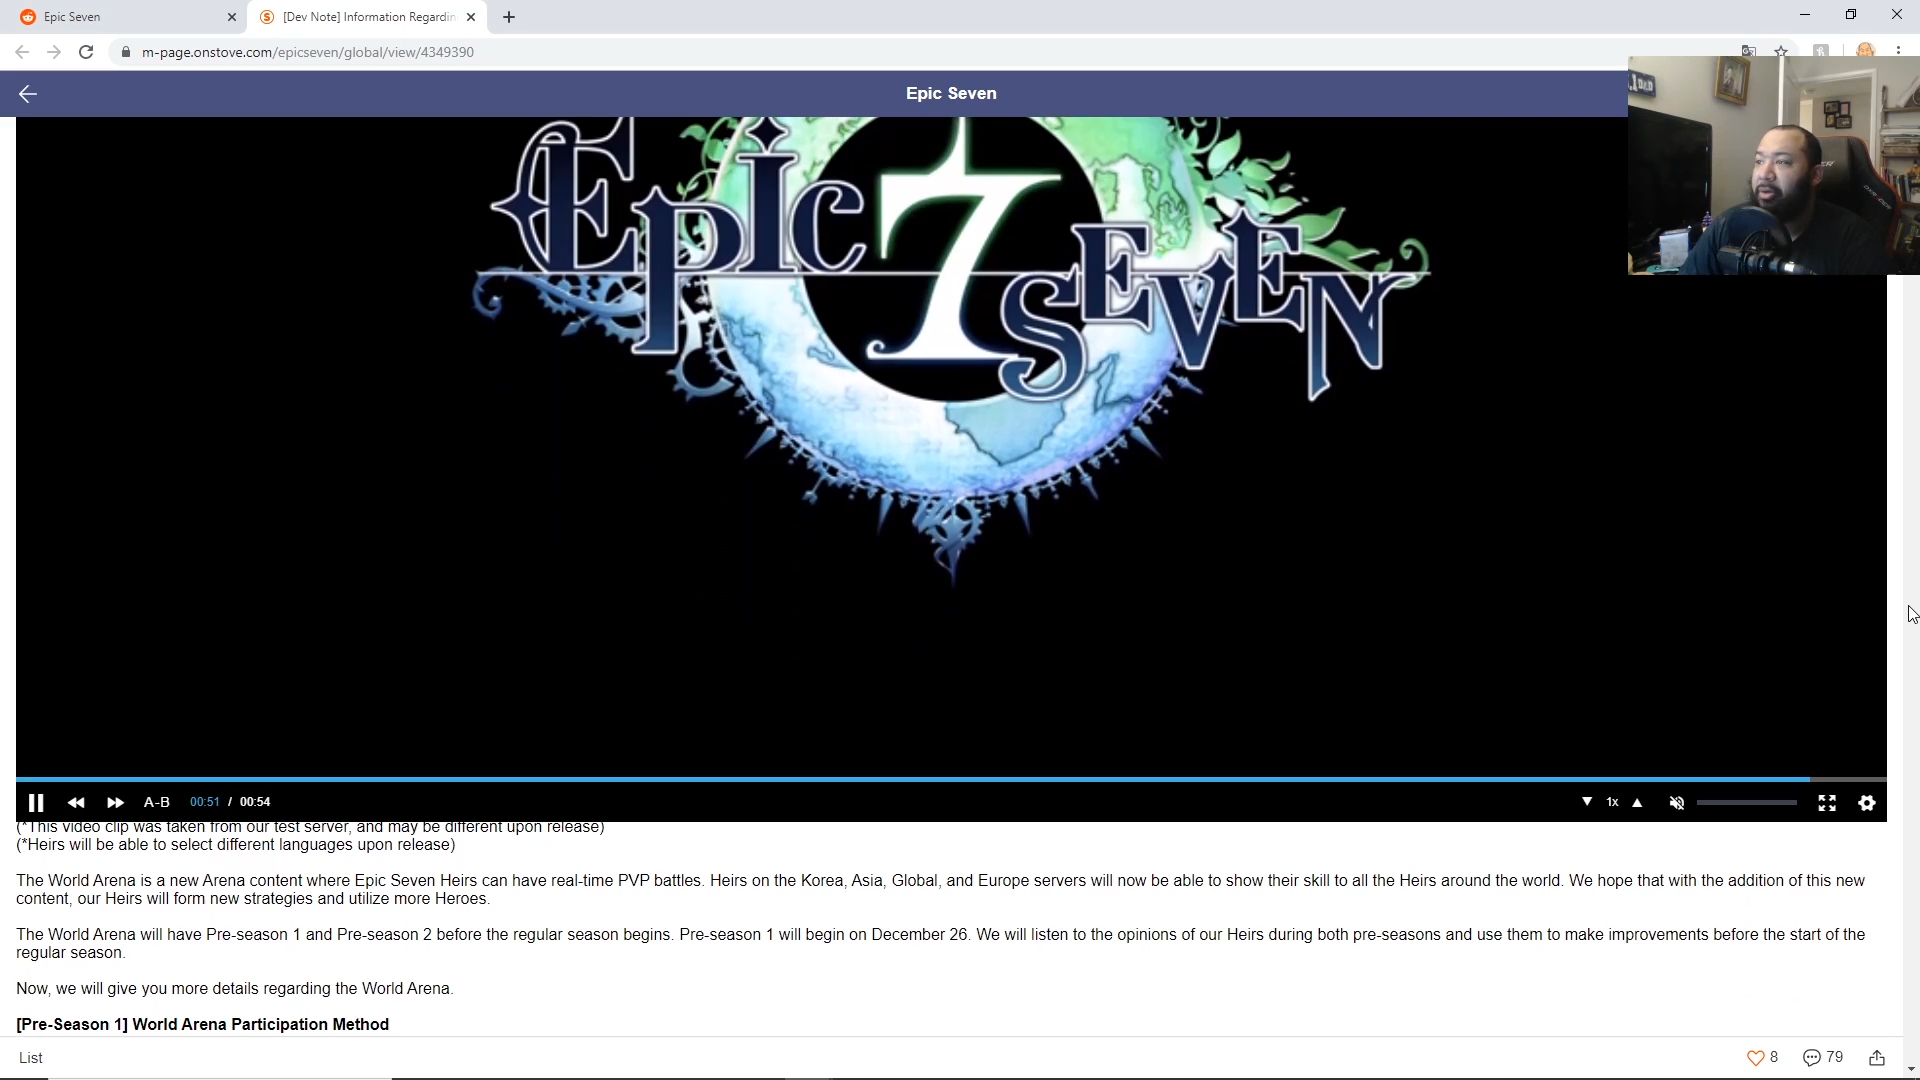 Epic Seven
[Dev Note] Information Regardin
m-page.onstove.com/epicseven/global/view/4349390
Epic Seven
Epic 7 Seven
A-B 00:51 / 00:54 1x
(*This video clip was taken from our test server, and may be different upon release)
(*Heirs will be able to select different languages upon release)
The World Arena is a new Arena content where Epic Seven Heirs can have real-time PVP battles. Heirs on the Korea, Asia, Global, and Europe servers will now be able to show their skill to all the Heirs around the world. We hope that with the addition of this new
content, our Heirs will form new strategies and utilize more Heroes.
The World Arena will have Pre-season 1 and Pre-season 2 before the regular season begins. Pre-season 1 will begin on December 26. We will listen to the opinions of our Heirs during both pre-seasons and use them to make improvements before the start of the
regular season.
Now, we will give you more details regarding the World Arena.
[Pre-Season 1] World Arena Participation Method
List 8 79